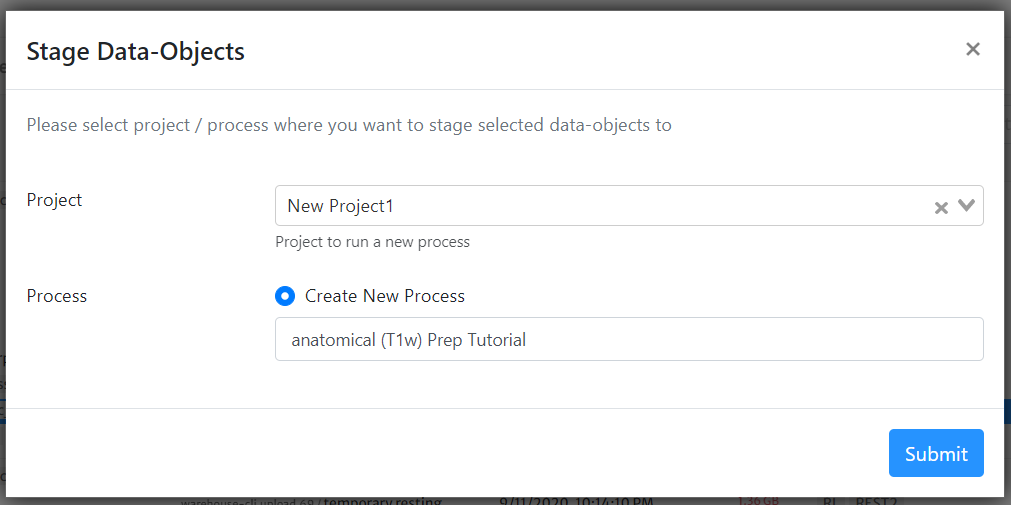 Stage Data-Objects
Please select project / process where you want to stage selected data-objects to
Project
New Project1
Project to run a new process
Process
Create New Process
anatomical (T1w) Prep Tutorial
Submit
warehouse-cli upload 69 / temporary resting 9/11/2020, 10:14:10 PM 1.36 GB RL REST2